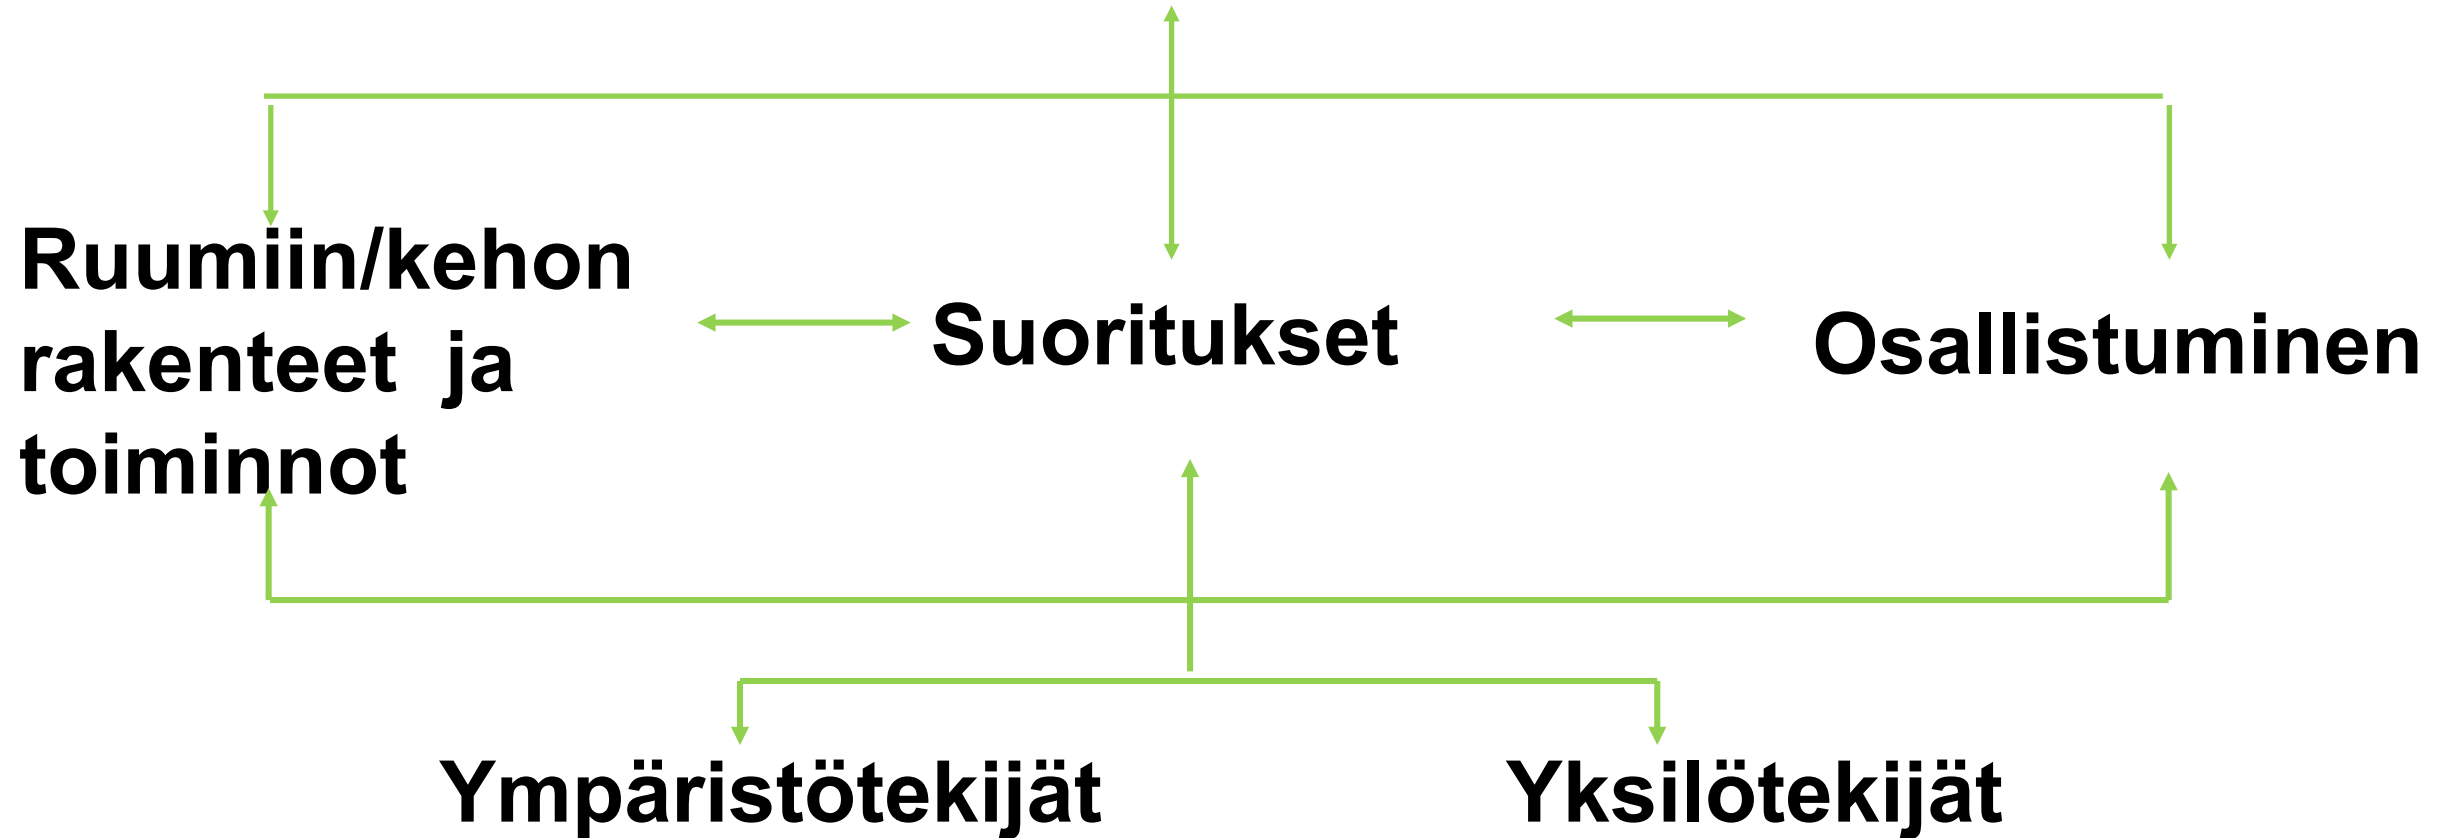 Ruumiin/kehon
rakenteet ja
toiminnot
Suoritukset
Osallistuminen
Ympäristötekijät
Yksilötekijät